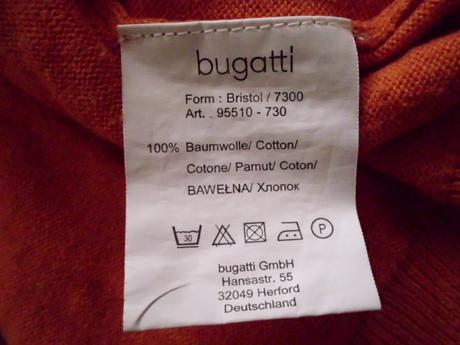 bugatti
Form : Bristol / 7300
Art. . 95510 - 730
100% Baumwolle/ Cotton/
Cotone/ Pamut/ Coton/
BAWEŁNA/ Хлопок
30 P
bugatti GmbH
Hansastr. 55
32049 Herford
Deutschland